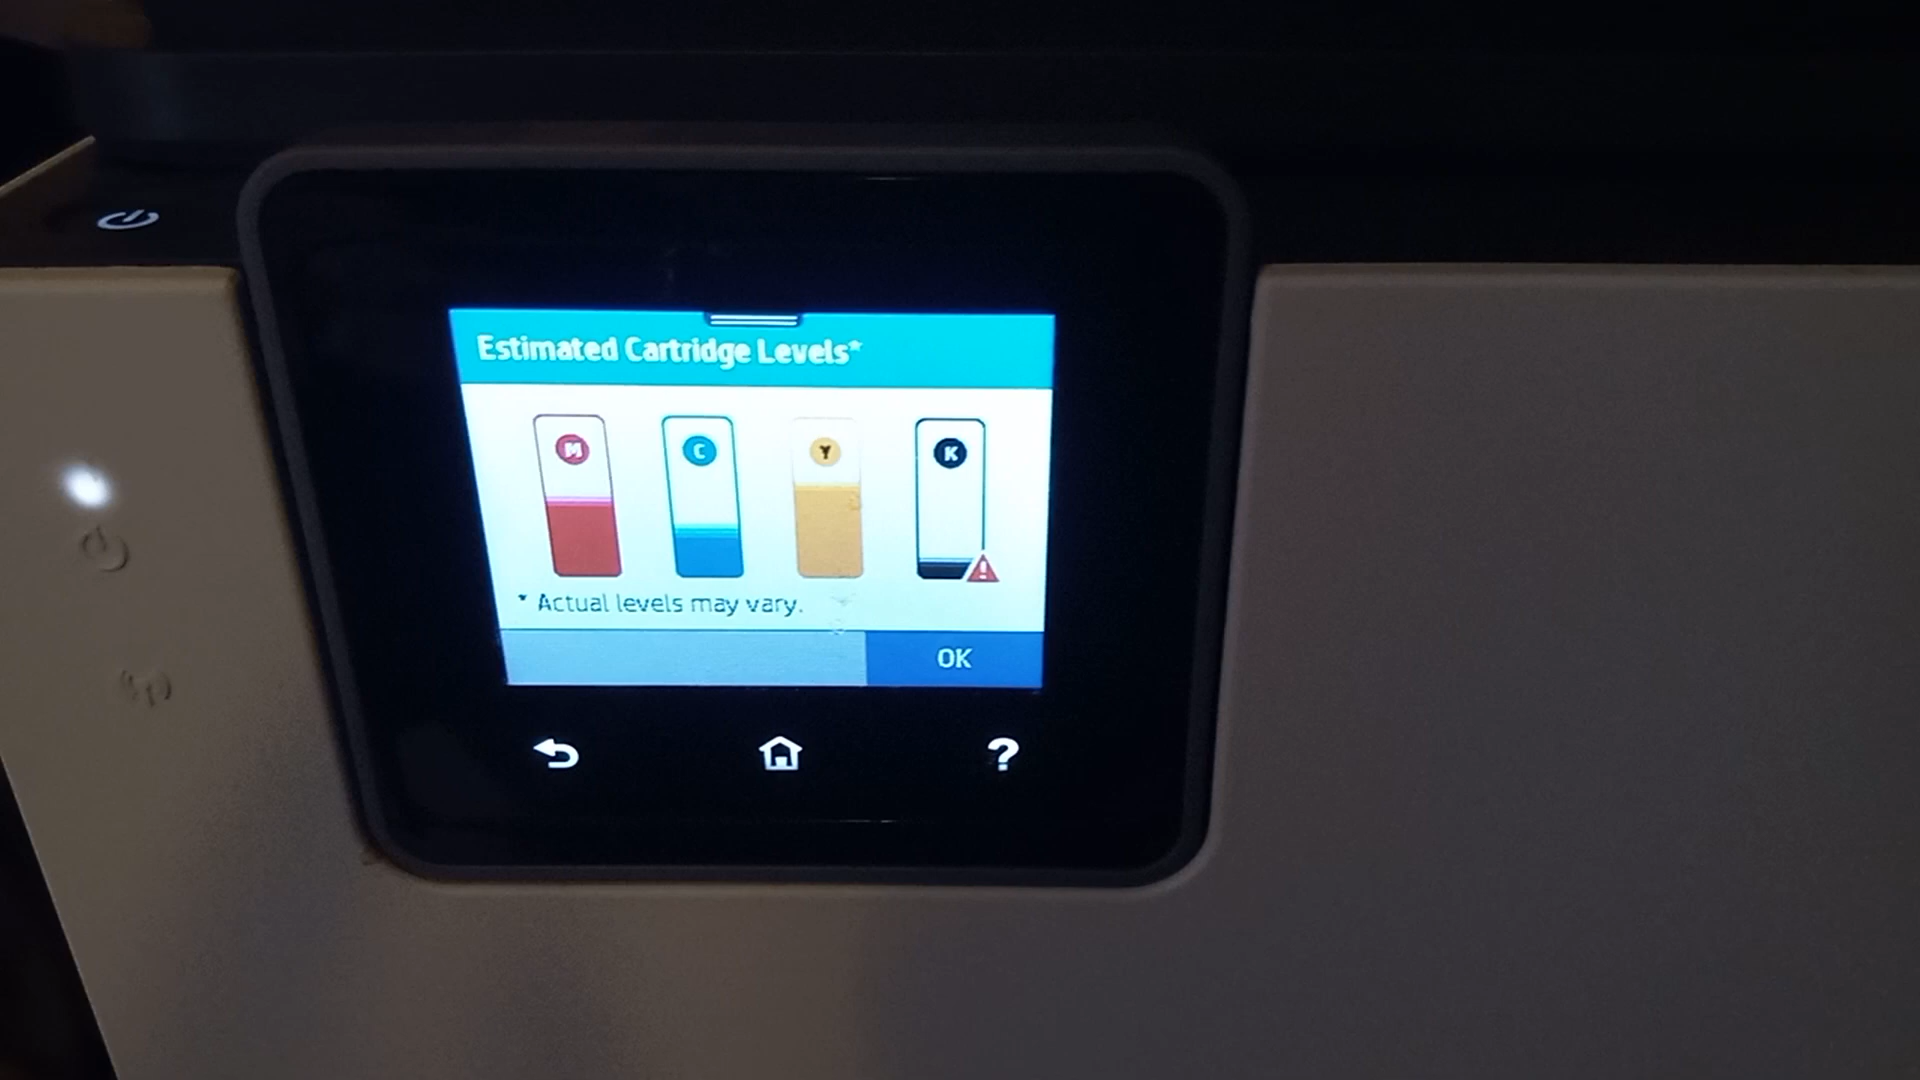 Estimated Cartridge Levels*
M C Y K
!
* Actual levels may vary.
OK
?